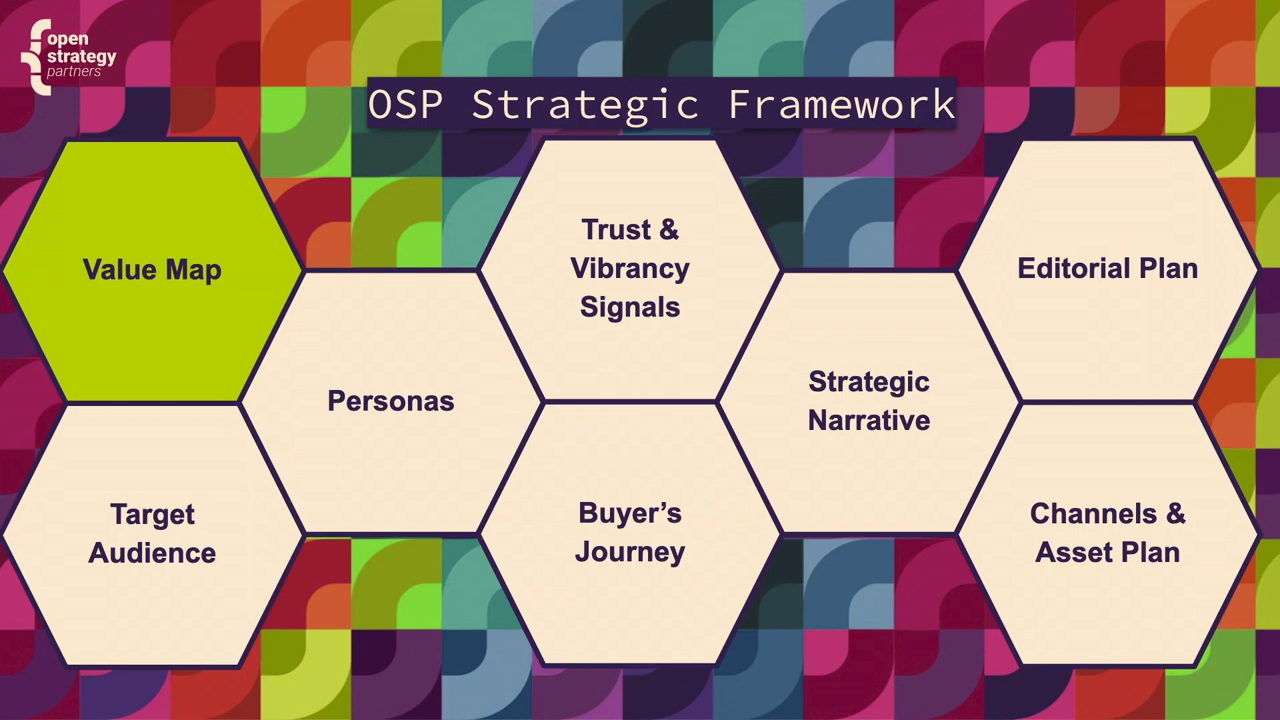 open
strategy
partners
OSP Strategic Framework
Value Map
Target
Audience
Personas
Trust &
Vibrancy
Signals
Buyer’s
Journey
Strategic
Narrative
Editorial Plan
Channels &
Asset Plan